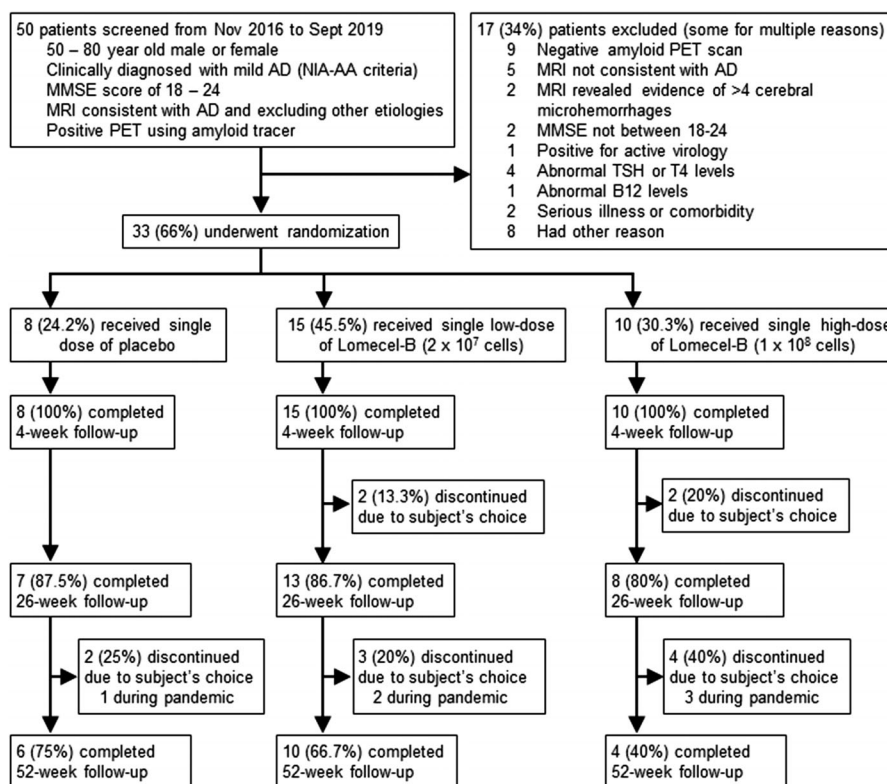 50 patients screened from Nov 2016 to Sept 2019
50 – 80 year old male or female
Clinically diagnosed with mild AD (NIA-AA criteria)
MMSE score of 18 – 24
MRI consistent with AD and excluding other etiologies
Positive PET using amyloid tracer
17 (34%) patients excluded (some for multiple reasons)
9 Negative amyloid PET scan
5 MRI not consistent with AD
2 MRI revealed evidence of >4 cerebral
microhemorrhages
2 MMSE not between 18-24
1 Positive for active virology
4 Abnormal TSH or T4 levels
1 Abnormal B12 levels
2 Serious illness or comorbidity
8 Had other reason
33 (66%) underwent randomization
8 (24.2%) received single
dose of placebo
15 (45.5%) received single low-dose
of Lomecel-B (2 x 10⁷ cells)
10 (30.3%) received single high-dose
of Lomecel-B (1 x 10⁸ cells)
8 (100%) completed
4-week follow-up
15 (100%) completed
4-week follow-up
10 (100%) completed
4-week follow-up
2 (13.3%) discontinued
due to subject's choice
2 (20%) discontinued
due to subject's choice
7 (87.5%) completed
26-week follow-up
13 (86.7%) completed
26-week follow-up
8 (80%) completed
26-week follow-up
2 (25%) discontinued
due to subject's choice
1 during pandemic
3 (20%) discontinued
due to subject's choice
2 during pandemic
4 (40%) discontinued
due to subject's choice
3 during pandemic
6 (75%) completed
52-week follow-up
10 (66.7%) completed
52-week follow-up
4 (40%) completed
52-week follow-up